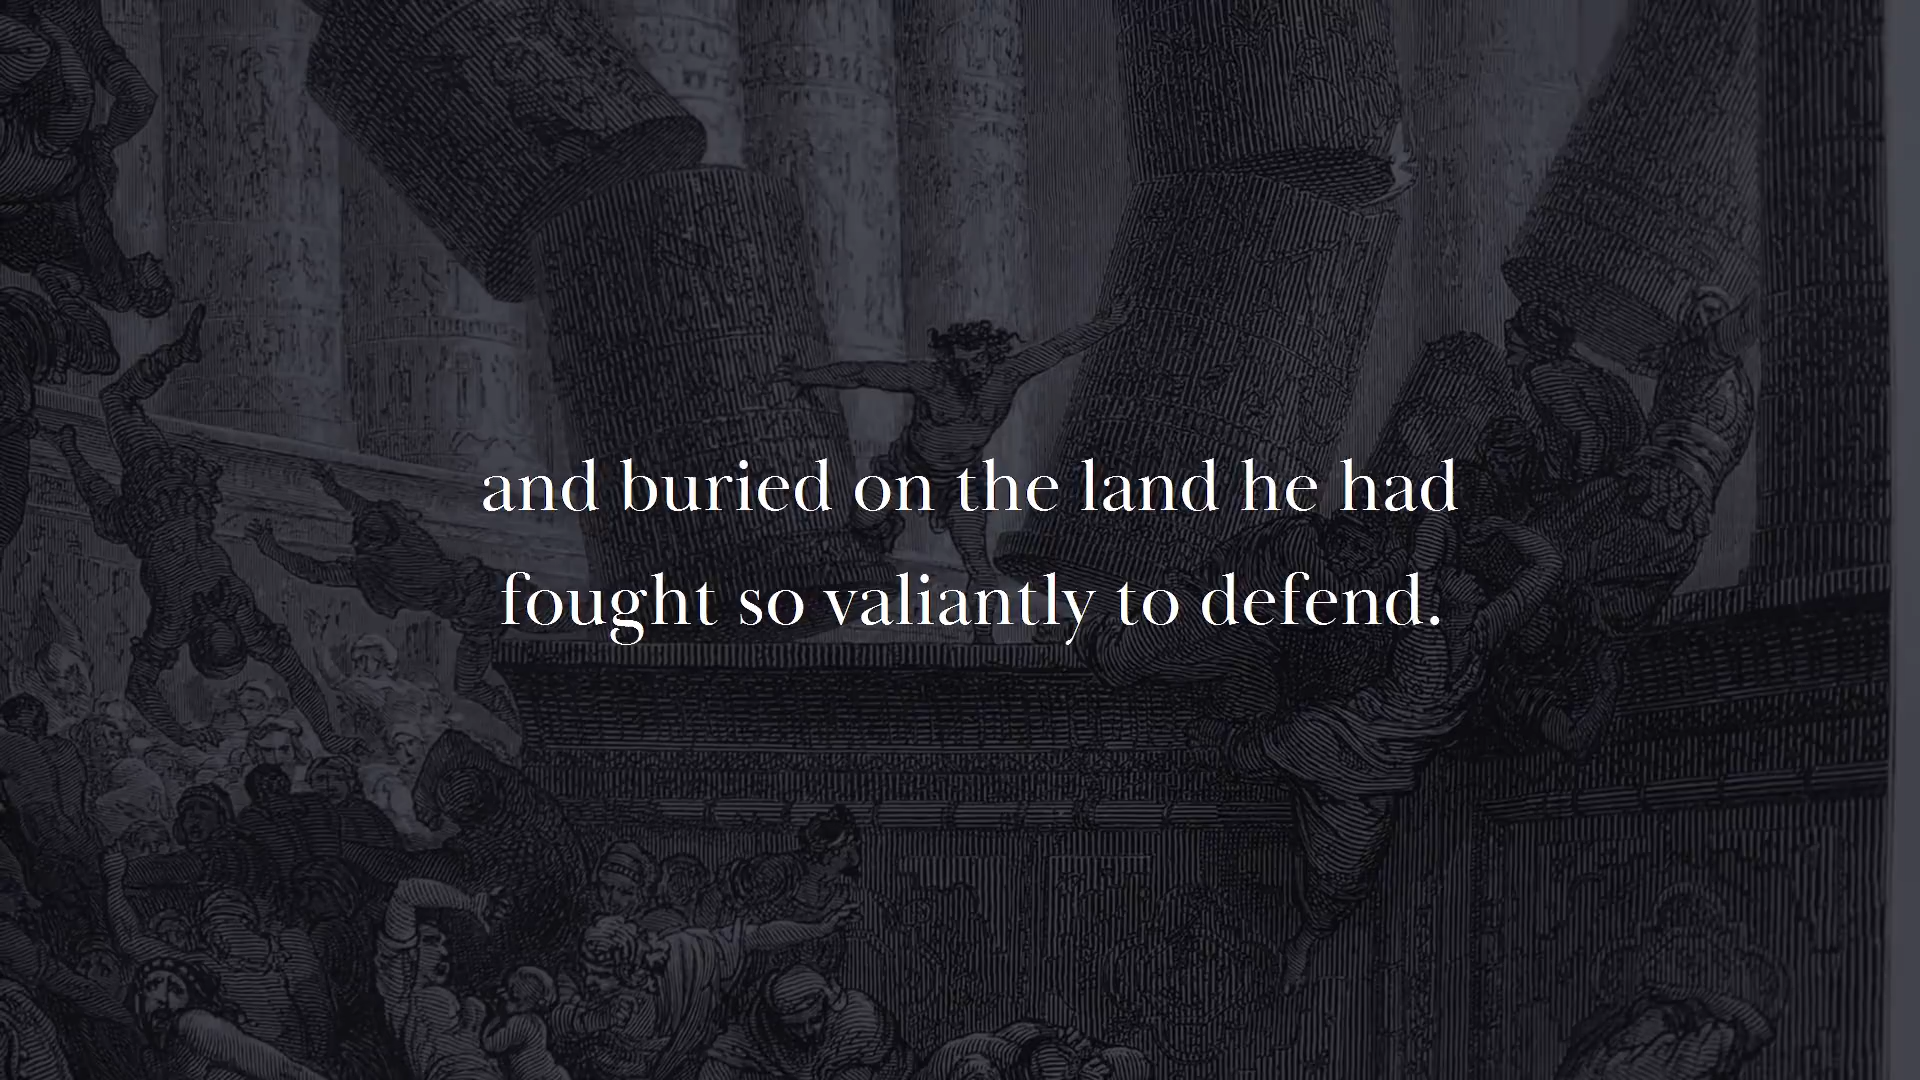 and buried on the land he had
fought so valiantly to defend.